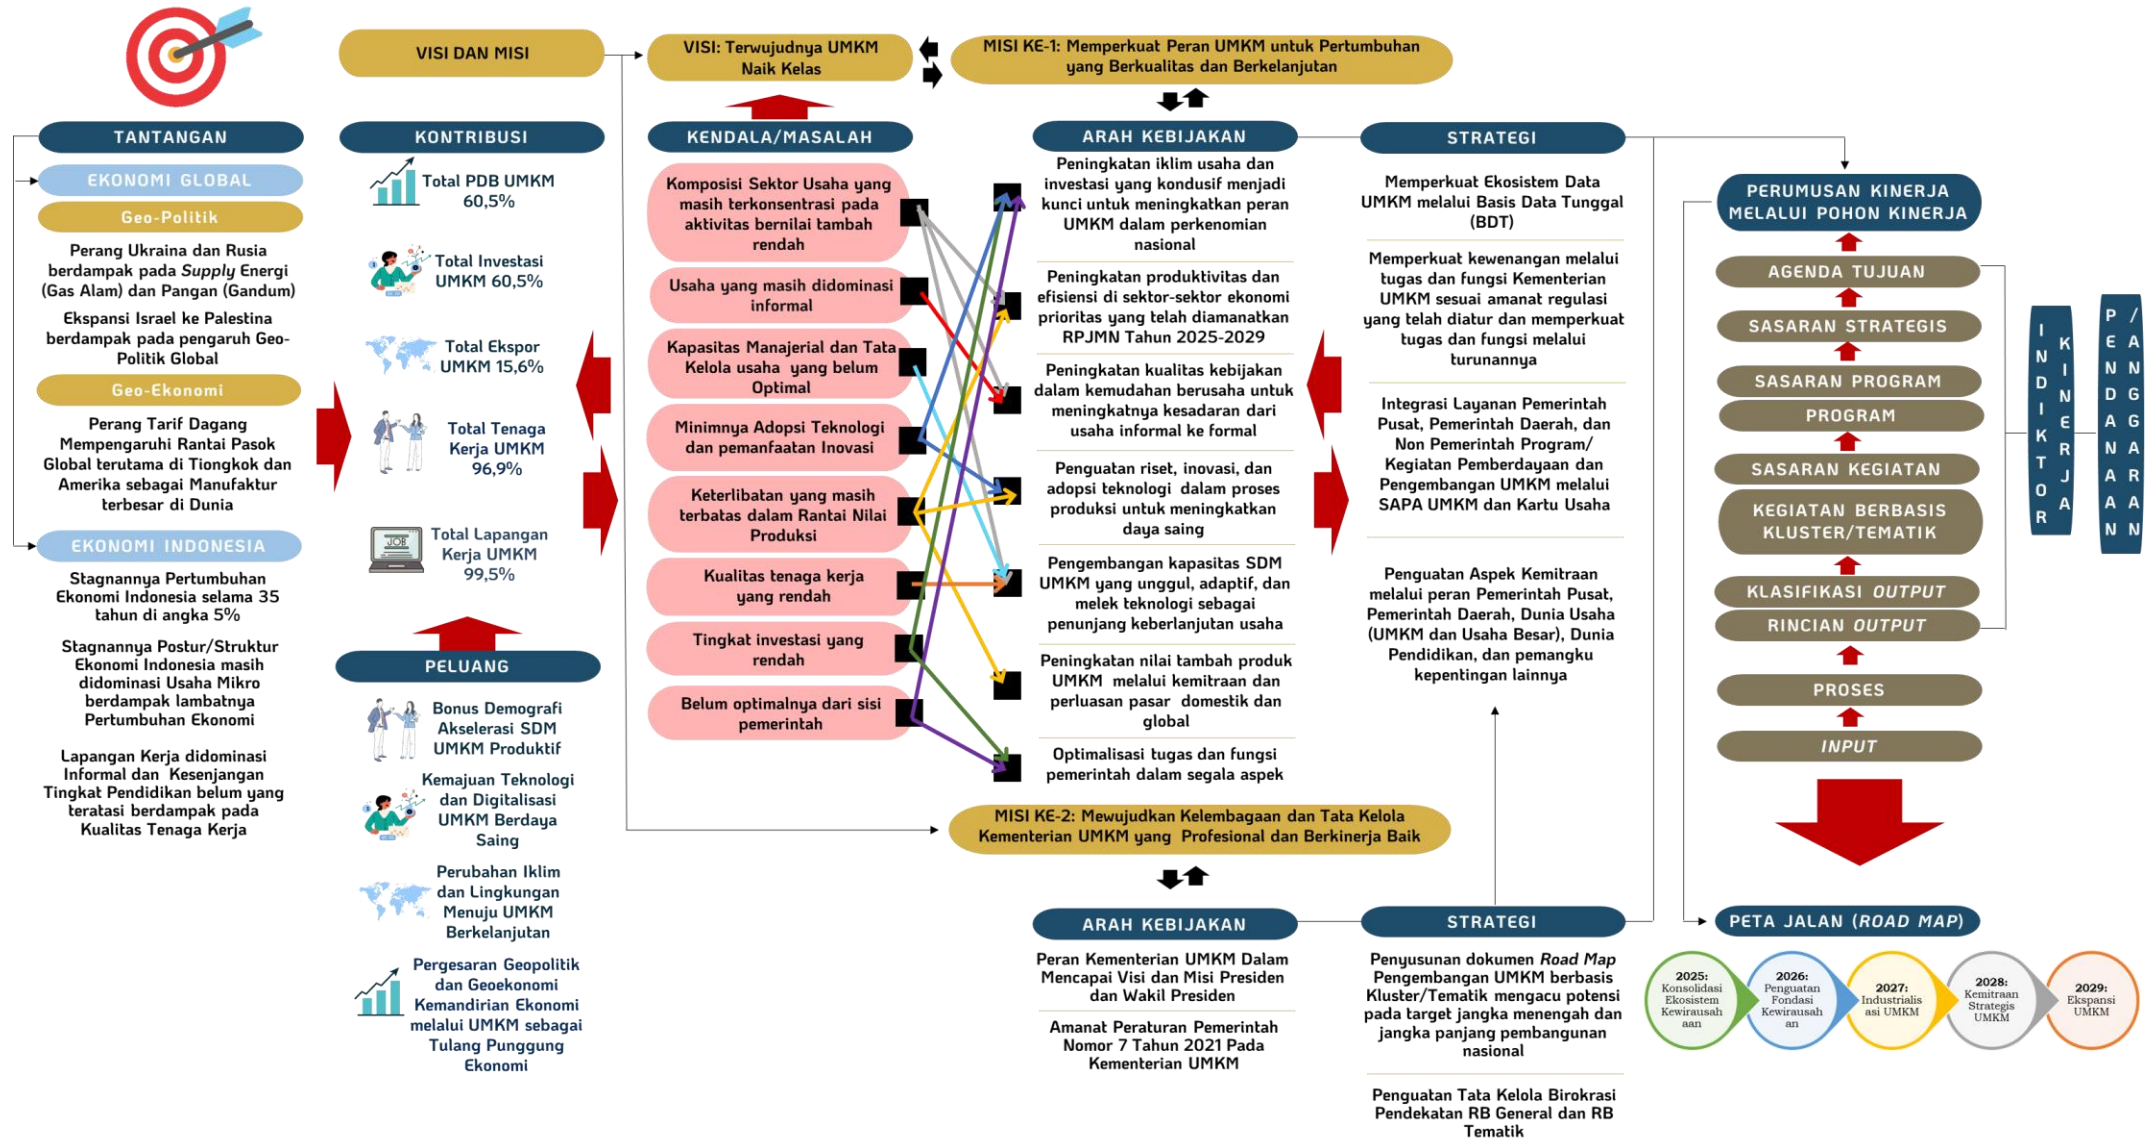 VISI DAN MISI
VISI: Terwujudnya UMKM
Naik Kelas
MISI KE-1: Memperkuat Peran UMKM untuk Pertumbuhan
yang Berkualitas dan Berkelanjutan
TANTANGAN
EKONOMI GLOBAL
Geo-Politik
Perang Ukraina dan Rusia
berdampak pada Supply Energi
(Gas Alam) dan Pangan (Gandum)
Ekspansi Israel ke Palestina
berdampak pada pengaruh Geo-
Politik Global
Geo-Ekonomi
Perang Tarif Dagang
Mempengaruhi Rantai Pasok
Global terutama di Tiongkok dan
Amerika sebagai Manufaktur
terbesar di Dunia
EKONOMI INDONESIA
Stagnannya Pertumbuhan
Ekonomi Indonesia selama 35
tahun di angka 5%
Stagnannya Postur/Struktur
Ekonomi Indonesia masih
didominasi Usaha Mikro
berdampak lambatnya
Pertumbuhan Ekonomi
Lapangan Kerja didominasi
Informal dan Kesenjangan
Tingkat Pendidikan belum yang
teratasi berdampak pada
Kualitas Tenaga Kerja
KONTRIBUSI
Total PDB UMKM
60,5%
Total Investasi
UMKM 60,5%
Total Ekspor
UMKM 15,6%
Total Tenaga
Kerja UMKM
96,9%
JOB
Total Lapangan
Kerja UMKM
99,5%
PELUANG
Bonus Demografi
Akselerasi SDM
UMKM Produktif
Kemajuan Teknologi
dan Digitalisasi
UMKM Berdaya
Saing
Perubahan Iklim
dan Lingkungan
Menuju UMKM
Berkelanjutan
Pergesaran Geopolitik
dan Geoekonomi
Kemandirian Ekonomi
melalui UMKM sebagai
Tulang Punggung
Ekonomi
KENDALA/MASALAH
Komposisi Sektor Usaha yang
masih terkonsentrasi pada
aktivitas bernilai tambah
rendah
Usaha yang masih didominasi
informal
Kapasitas Manajerial dan Tata
Kelola usaha yang belum
Optimal
Minimnya Adopsi Teknologi
dan pemanfaatan Inovasi
Keterlibatan yang masih
terbatas dalam Rantai Nilai
Produksi
Kualitas tenaga kerja
yang rendah
Tingkat investasi yang
rendah
Belum optimalnya dari sisi
pemerintah
ARAH KEBIJAKAN
Peningkatan iklim usaha dan
investasi yang kondusif menjadi
kunci untuk meningkatkan peran
UMKM dalam perkenomian
nasional
Peningkatan produktivitas dan
efisiensi di sektor-sektor ekonomi
prioritas yang telah diamanatkan
RPJMN Tahun 2025-2029
Peningkatan kualitas kebijakan
dalam kemudahan berusaha untuk
meningkatnya kesadaran dari
usaha informal ke formal
Penguatan riset, inovasi, dan
adopsi teknologi dalam proses
produksi untuk meningkatkan
daya saing
Pengembangan kapasitas SDM
UMKM yang unggul, adaptif, dan
melek teknologi sebagai
penunjang keberlanjutan usaha
Peningkatan nilai tambah produk
UMKM melalui kemitraan dan
perluasan pasar domestik dan
global
Optimalisasi tugas dan fungsi
pemerintah dalam segala aspek
STRATEGI
Memperkuat Ekosistem Data
UMKM melalui Basis Data Tunggal
(BDT)
Memperkuat kewenangan melalui
tugas dan fungsi Kementerian
UMKM sesuai amanat regulasi
yang telah diatur dan memperkuat
tugas dan fungsi melalui
turunannya
Integrasi Layanan Pemerintah
Pusat, Pemerintah Daerah, dan
Non Pemerintah Program/
Kegiatan Pemberdayaan dan
Pengembangan UMKM melalui
SAPA UMKM dan Kartu Usaha
Penguatan Aspek Kemitraan
melalui peran Pemerintah Pusat,
Pemerintah Daerah, Dunia Usaha
(UMKM dan Usaha Besar), Dunia
Pendidikan, dan pemangku
kepentingan lainnya
MISI KE-2: Mewujudkan Kelembagaan dan Tata Kelola
Kementerian UMKM yang Profesional dan Berkinerja Baik
ARAH KEBIJAKAN
Peran Kementerian UMKM Dalam
Mencapai Visi dan Misi Presiden
dan Wakil Presiden
Amanat Peraturan Pemerintah
Nomor 7 Tahun 2021 Pada
Kementerian UMKM
STRATEGI
Penyusunan dokumen Road Map
Pengembangan UMKM berbasis
Kluster/Tematik mengacu potensi
pada target jangka menengah dan
jangka panjang pembangunan
nasional
Penguatan Tata Kelola Birokrasi
Pendekatan RB General dan RB
Tematik
PERUMUSAN KINERJA
MELALUI POHON KINERJA
AGENDA TUJUAN
SASARAN STRATEGIS
SASARAN PROGRAM
PROGRAM
SASARAN KEGIATAN
KEGIATAN BERBASIS
KLUSTER/TEMATIK
KLASIFIKASI OUTPUT
RINCIAN OUTPUT
PROSES
INPUT
INDIKTOR
KINERJA
PENDANAAN
/ANGGARAN
PETA JALAN (ROAD MAP)
2025:
Konsolidasi
Ekosistem
Kewirausah
aan
2026:
Penguatan
Fondasi
Kewirausah
an
2027:
Industrialis
asi UMKM
2028:
Kemitraan
Strategis
UMKM
2029:
Ekspansi
UMKM